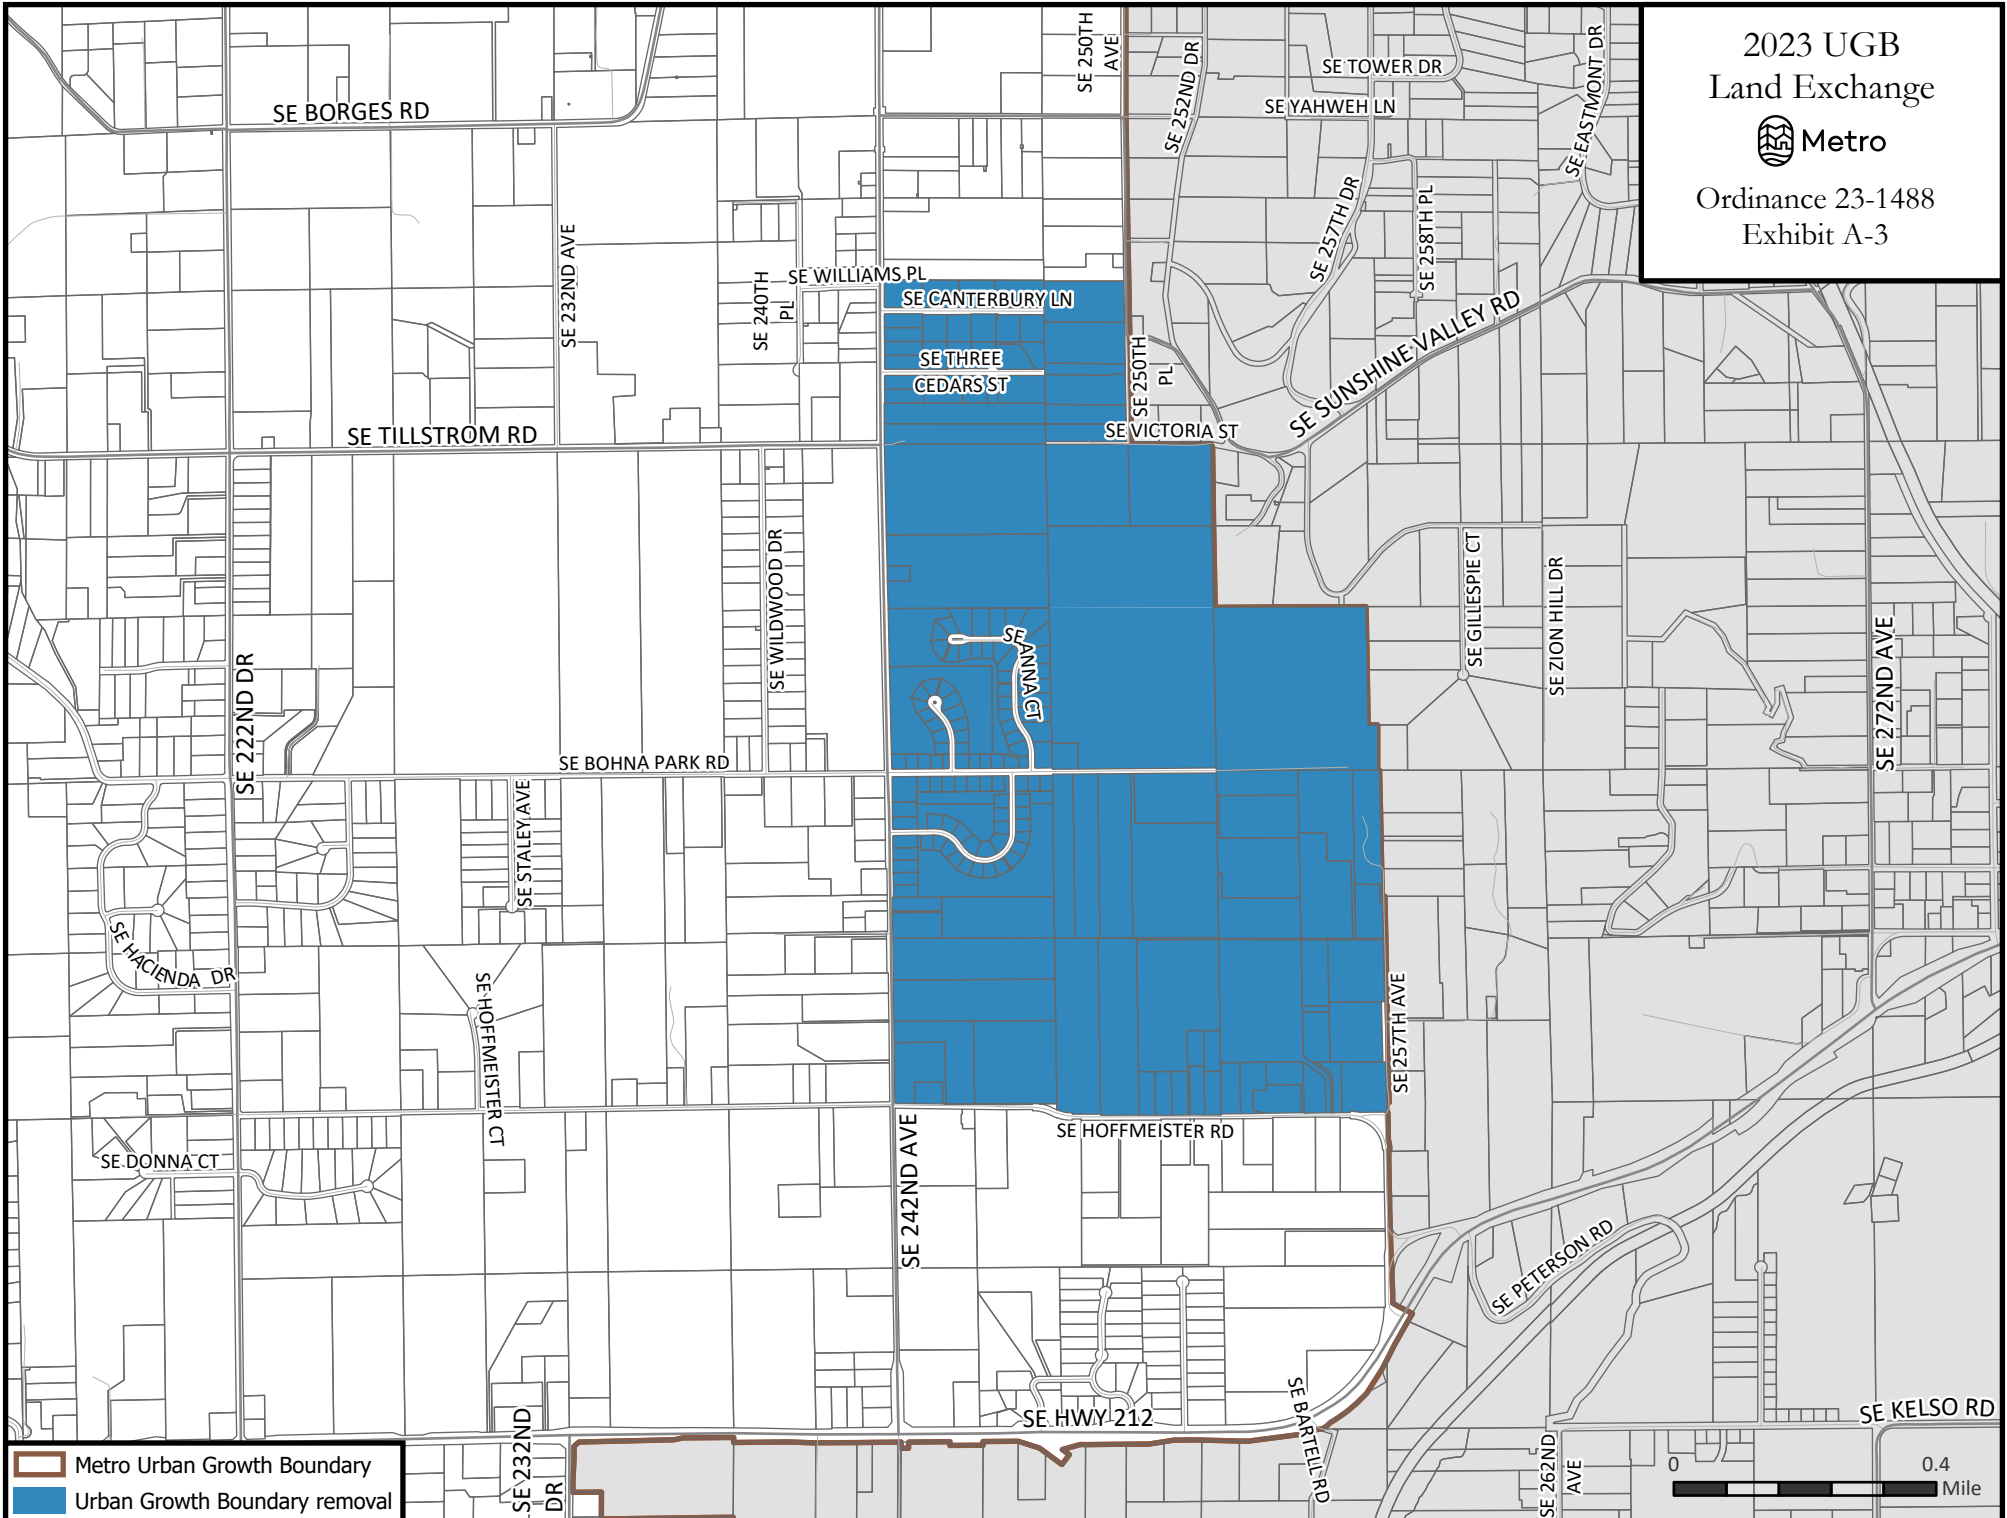 2023 UGB
Land Exchange
Metro
Ordinance 23-1488
Exhibit A-3
SE 250TH
AVE
SE 252ND DR
SE TOWER DR
SE YAHWEH LN
SE EASTMONT DR
SE BORGES RD
SE 257TH DR
SE 258TH PL
SE 232ND AVE
SE 240TH
PL
SE WILLIAMS PL
SE CANTERBURY LN
SE THREE
CEDARS ST
SE 250TH
PL
SE SUNSHINE VALLEY RD
SE TILLSTROM RD
SE VICTORIA ST
SE WILDWOOD DR
SE GILLESPIE CT
SE ZION HILL DR
SE 222ND DR
SE ANNA CT
SE 272ND AVE
SE BOHNA PARK RD
SE STALEY AVE
SE HACIENDA DR
SE HOFFMEISTER CT
SE 257TH AVE
SE HOFFMEISTER RD
SE DONNA CT
SE 242ND AVE
SE PETERSON RD
SE HWY 212
SE BARTELL RD
SE KELSO RD
SE 232ND
DR
SE 262ND
AVE
Metro Urban Growth Boundary
Urban Growth Boundary removal
0
0.4
Mile